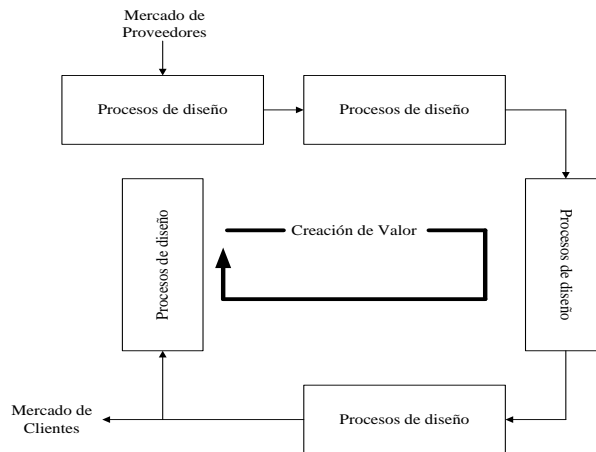 Mercado de
Proveedores
Procesos de diseño
Procesos de diseño
Procesos de diseño
Creación de Valor
Procesos de diseño
Mercado de
Clientes
Procesos de diseño